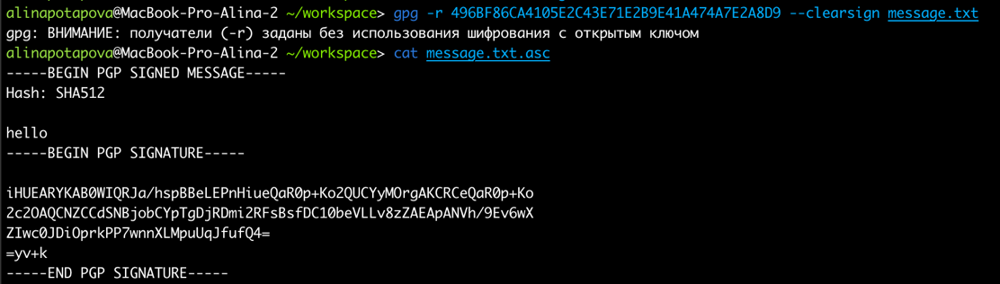 alinapotapova@MacBook-Pro-Alina-2 ~/workspace> gpg -r 496BF86CA4105E2C43E71E2B9E41A474A7E2A8D9 --clearsign message.txt
gpg: ВНИМАНИЕ: получатели (-r) заданы без использования шифрования с открытым ключом
alinapotapova@MacBook-Pro-Alina-2 ~/workspace> cat message.txt.asc
-----BEGIN PGP SIGNED MESSAGE-----
Hash: SHA512

hello
-----BEGIN PGP SIGNATURE-----

iHUEARYKAB0WIQRJa/hspBBeLEPnHiueQaR0p+Ko2QUCYyMOrgAKCRCeQaR0p+Ko
2c2OAQCNZCCdSNBjobCYpTgDjRDmi2RFsBsfDC10beVLLv8zZAEApANVh/9Ev6wX
ZIwc0JDiOprkPP7wnnXLMpuUqJfufQ4=
=yv+k
-----END PGP SIGNATURE-----